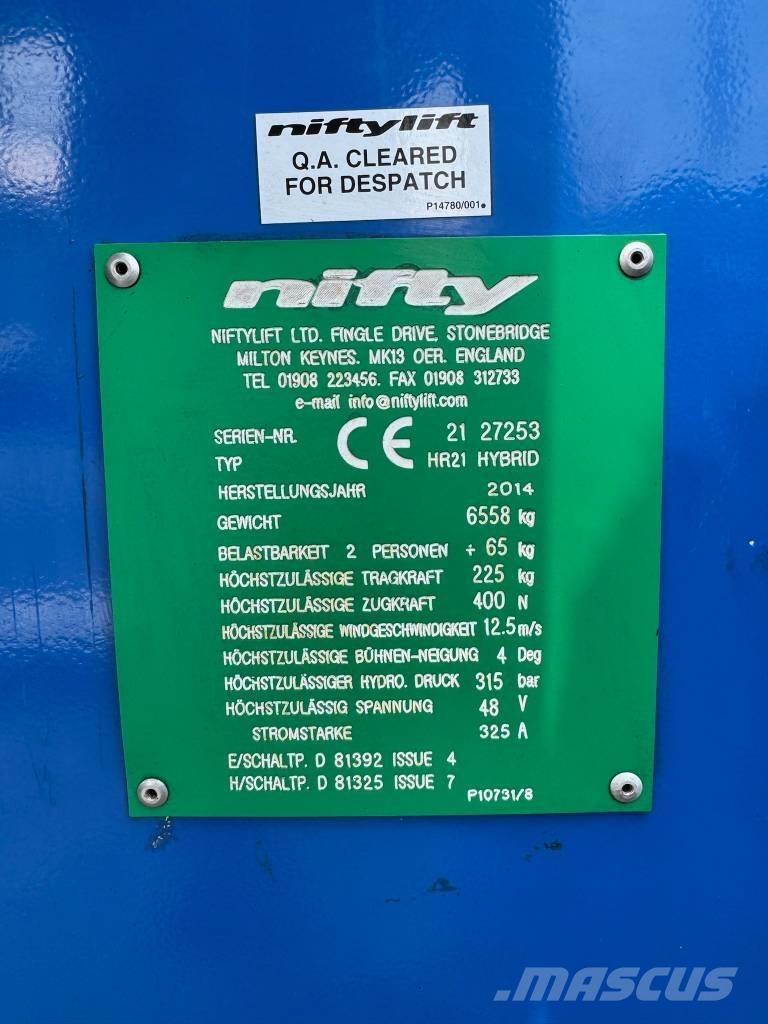 niftylift
Q.A. CLEARED
FOR DESPATCH
P14780/001
nifty
NIFTYLIFT LTD. FINGLE DRIVE, STONEBRIDGE
MILTON KEYNES. MK13 OER. ENGLAND
TEL 01908 223456. FAX 01908 312733
e-mail info@niftylift.com
SERIEN-NR. CE 21 27253
TYP HR21 HYBRID
HERSTELLUNGSJAHR 2014
GEWICHT 6558 kg
BELASTBARKEIT 2 PERSONEN + 65 kg
HÖCHSTZULÄSSIGE TRAGKRAFT 225 kg
HÖCHSTZULÄSSIGE ZUGKRAFT 400 N
HÖCHSTZULÄSSIGE WINDGESCHWINDIGKEIT 12.5 m/s
HÖCHSTZULÄSSIGE BÜHNEN-NEIGUNG 4 Deg
HÖCHSTZULÄSSIGER HYDRO. DRUCK 315 bar
HÖCHSTZULÄSSIG SPANNUNG 48 V
STROMSTARKE 325 A
E/SCHALTP. D 81392 ISSUE 4
H/SCHALTP. D 81325 ISSUE 7
P10731/8
MASCUS